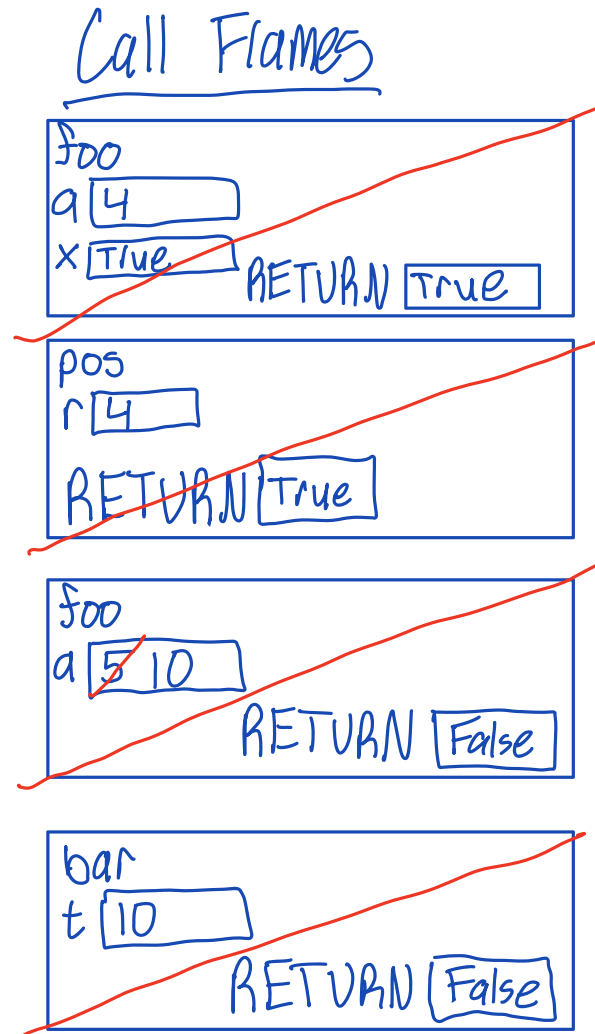 Call Frames
foo
a 4
x True
RETURN True
pos
r 4
RETURN True
foo
a 5 10
RETURN False
bar
t 10
RETURN False